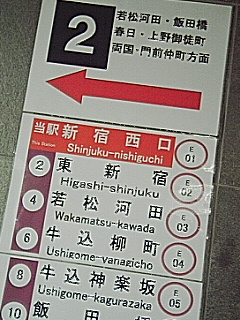 2
若松河田・飯田橋
春日・上野御徒町
両国・門前仲町方面
当駅
This Station
新宿西口
Shinjuku-nishiguchi
E
01
2
東新宿
Higashi-shinjuku
E
02
4
若松河田
Wakamatsu-kawada
E
03
6
牛込柳町
Ushigome-yanagicho
E
04
8
牛込神楽坂
Ushigome-kagurazaka
E
05
10
飯田橋